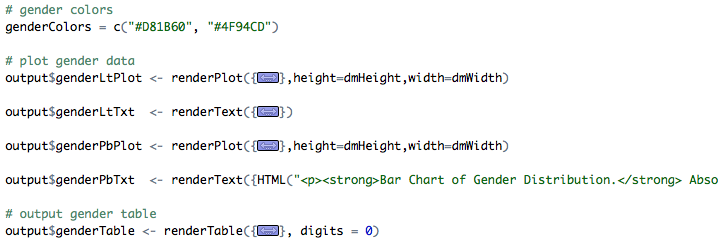 # gender colors
genderColors = c("#D81B60", "#4F94CD")
# plot gender data
output$genderLtPlot <- renderPlot({},height=dmHeight,width=dmWidth)
output$genderLtTxt <- renderText({})
output$genderPbPlot <- renderPlot({},height=dmHeight,width=dmWidth)
output$genderPbTxt <- renderText({HTML("<p><strong>Bar Chart of Gender Distribution.</strong> Abso
# output gender table
output$genderTable <- renderTable({}, digits = 0)